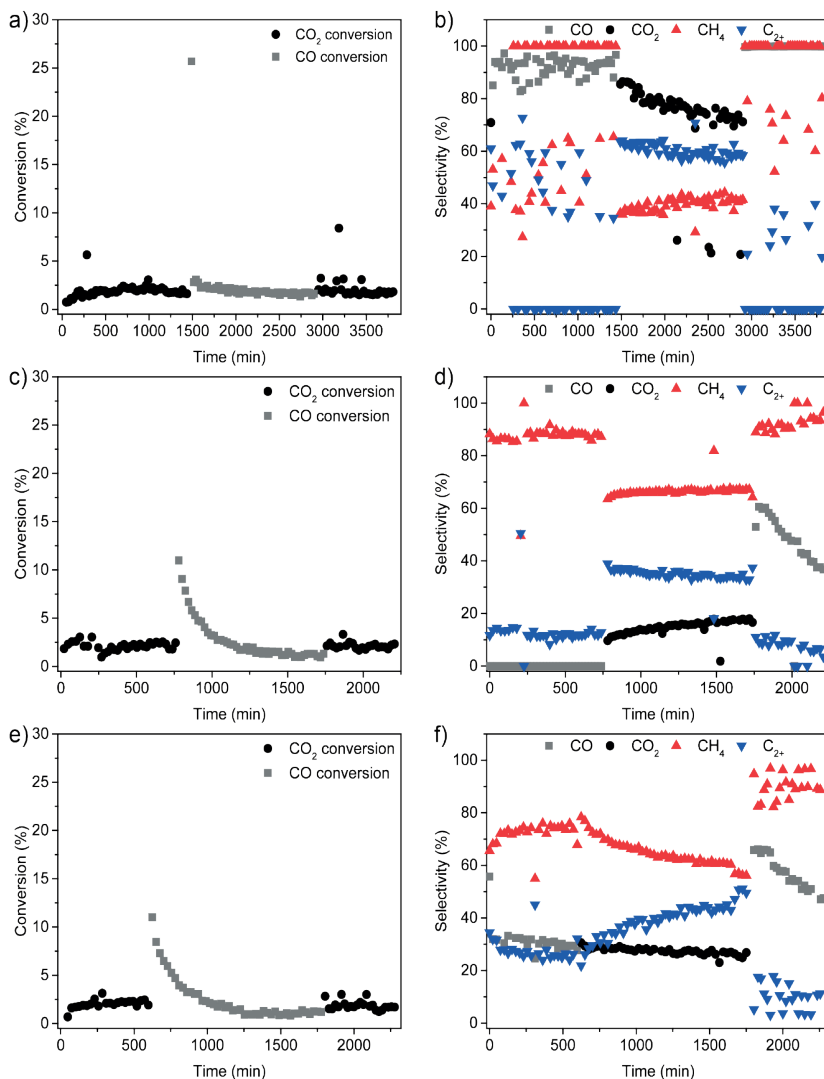 a)
CO₂ conversion
CO conversion
Conversion (%)
30
25
20
15
10
5
0
0 500 1000 1500 2000 2500 3000 3500
Time (min)
b)
CO CO₂ CH₄ C₂₊
Selectivity (%)
100
80
60
40
20
0
0 500 1000 1500 2000 2500 3000 3500
Time (min)
c)
CO₂ conversion
CO conversion
Conversion (%)
30
25
20
15
10
5
0
0 500 1000 1500 2000
Time (min)
d)
CO CO₂ CH₄ C₂₊
Selectivity (%)
100
80
60
40
20
0
0 500 1000 1500 2000
Time (min)
e)
CO₂ conversion
CO conversion
Conversion (%)
30
25
20
15
10
5
0
0 500 1000 1500 2000
Time (min)
f)
CO CO₂ CH₄ C₂₊
Selectivity (%)
100
80
60
40
20
0
0 500 1000 1500 2000
Time (min)